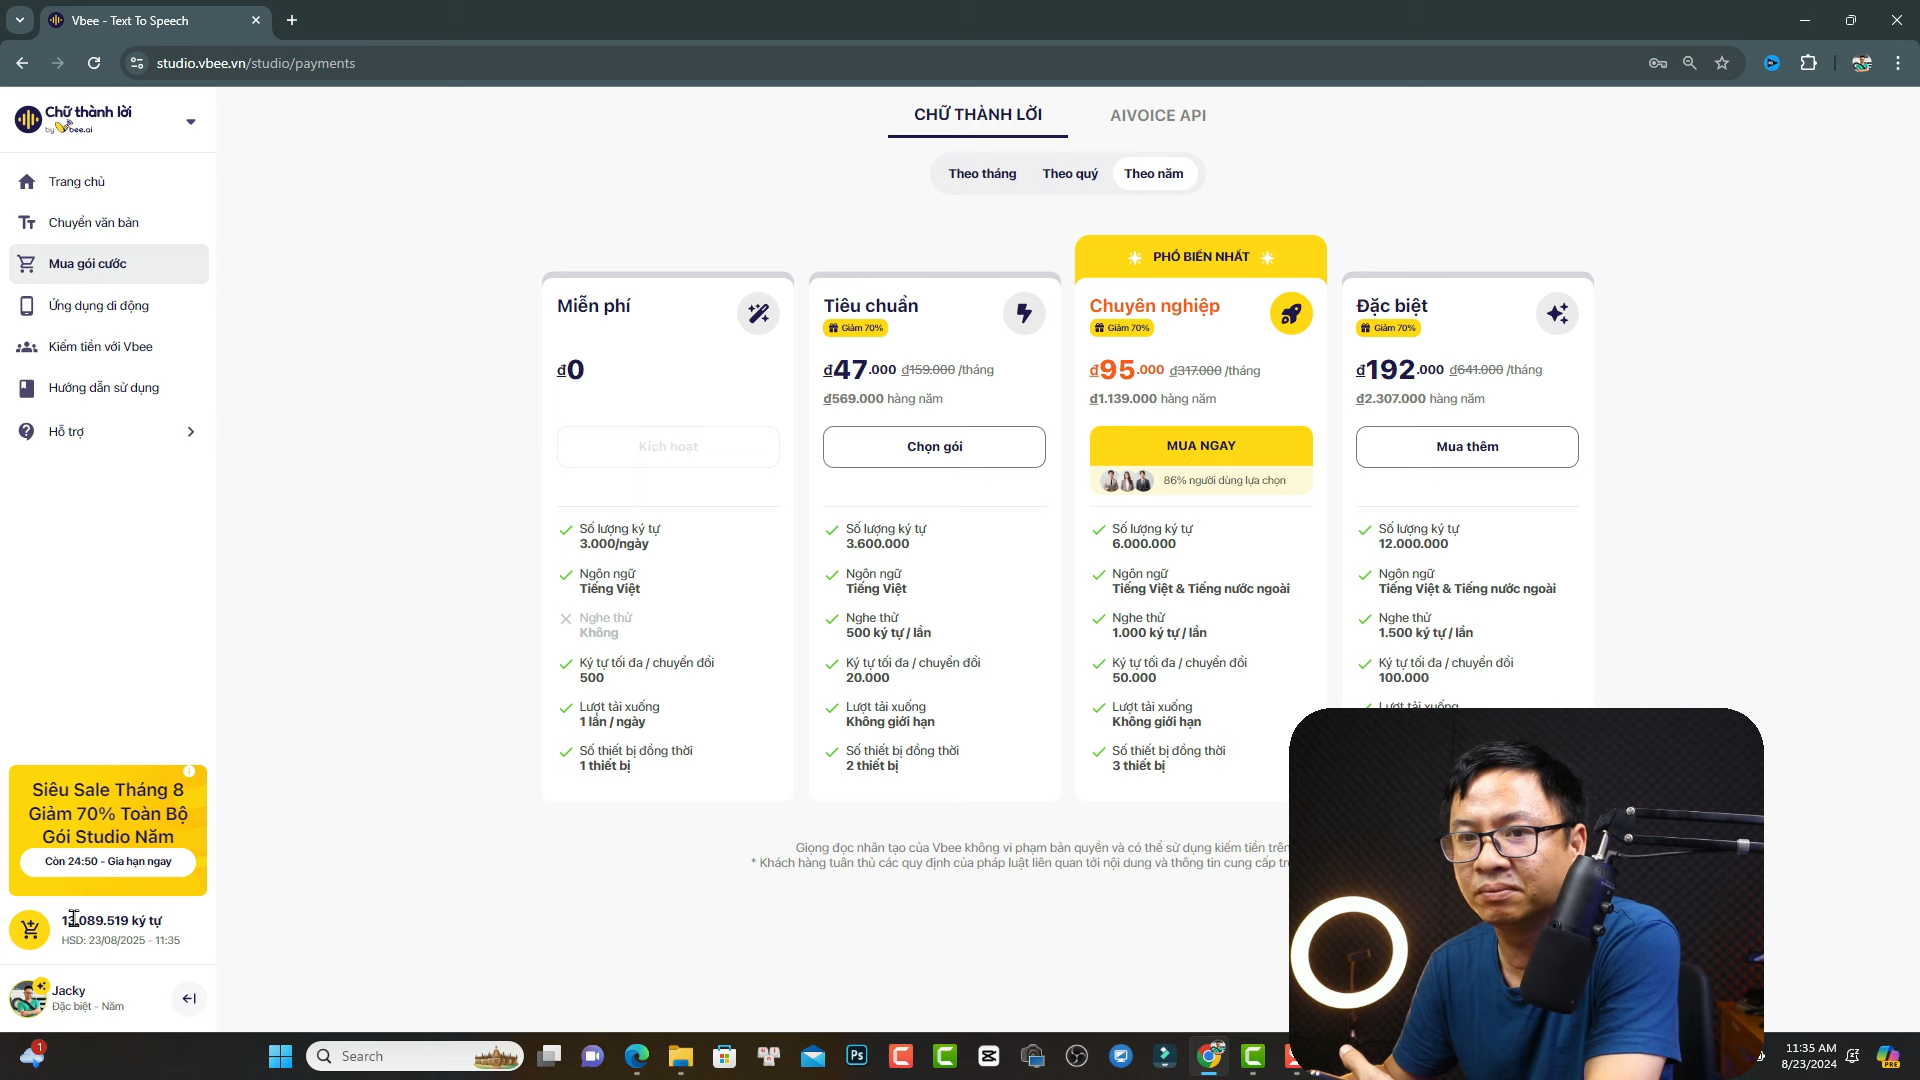 Vbee - Text To Speech
studio.vbee.vn/studio/payments
Chữ thành lời
by Vbee.ai
Trang chủ
Chuyển văn bản
Mua gói cước
Ứng dụng di động
Kiếm tiền với Vbee
Hướng dẫn sử dụng
Hỗ trợ
CHỮ THÀNH LỜI
AIVOICE API
Theo tháng
Theo quý
Theo năm
PHỔ BIẾN NHẤT
Miễn phí
đ0
Kích hoạt
Số lượng ký tự
3.000/ngày
Ngôn ngữ
Tiếng Việt
Nghe thử
Không
Ký tự tối đa / chuyển đổi
500
Lượt tải xuống
1 lần / ngày
Số thiết bị đồng thời
1 thiết bị
Tiêu chuẩn
Giảm 70%
đ47.000 đ159.000 /tháng
đ569.000 hàng năm
Chọn gói
Số lượng ký tự
3.600.000
Ngôn ngữ
Tiếng Việt
Nghe thử
500 ký tự / lần
Ký tự tối đa / chuyển đổi
20.000
Lượt tải xuống
Không giới hạn
Số thiết bị đồng thời
2 thiết bị
Chuyên nghiệp
Giảm 70%
đ95.000 đ317.000 /tháng
đ1.139.000 hàng năm
MUA NGAY
86% người dùng lựa chọn
Số lượng ký tự
6.000.000
Ngôn ngữ
Tiếng Việt & Tiếng nước ngoài
Nghe thử
1.000 ký tự / lần
Ký tự tối đa / chuyển đổi
50.000
Lượt tải xuống
Không giới hạn
Số thiết bị đồng thời
3 thiết bị
Đặc biệt
Giảm 70%
đ192.000 đ641.000 /tháng
đ2.307.000 hàng năm
Mua thêm
Số lượng ký tự
12.000.000
Ngôn ngữ
Tiếng Việt & Tiếng nước ngoài
Nghe thử
1.500 ký tự / lần
Ký tự tối đa / chuyển đổi
100.000
Lượt tải xuống
Giọng đọc nhân tạo của Vbee không vi phạm bản quyền và có thể sử dụng kiếm tiền trên
* Khách hàng tuân thủ các quy định của pháp luật liên quan tới nội dung và thông tin cung cấp
Siêu Sale Tháng 8
Giảm 70% Toàn Bộ
Gói Studio Năm
Còn 24:50 - Gia hạn ngay
.089.519 ký tự
HSD: 23/08/2025 - 11:35
Jacky
Đặc biệt - Năm
1
Search
Ps
11:35 AM
8/23/2024
PRE